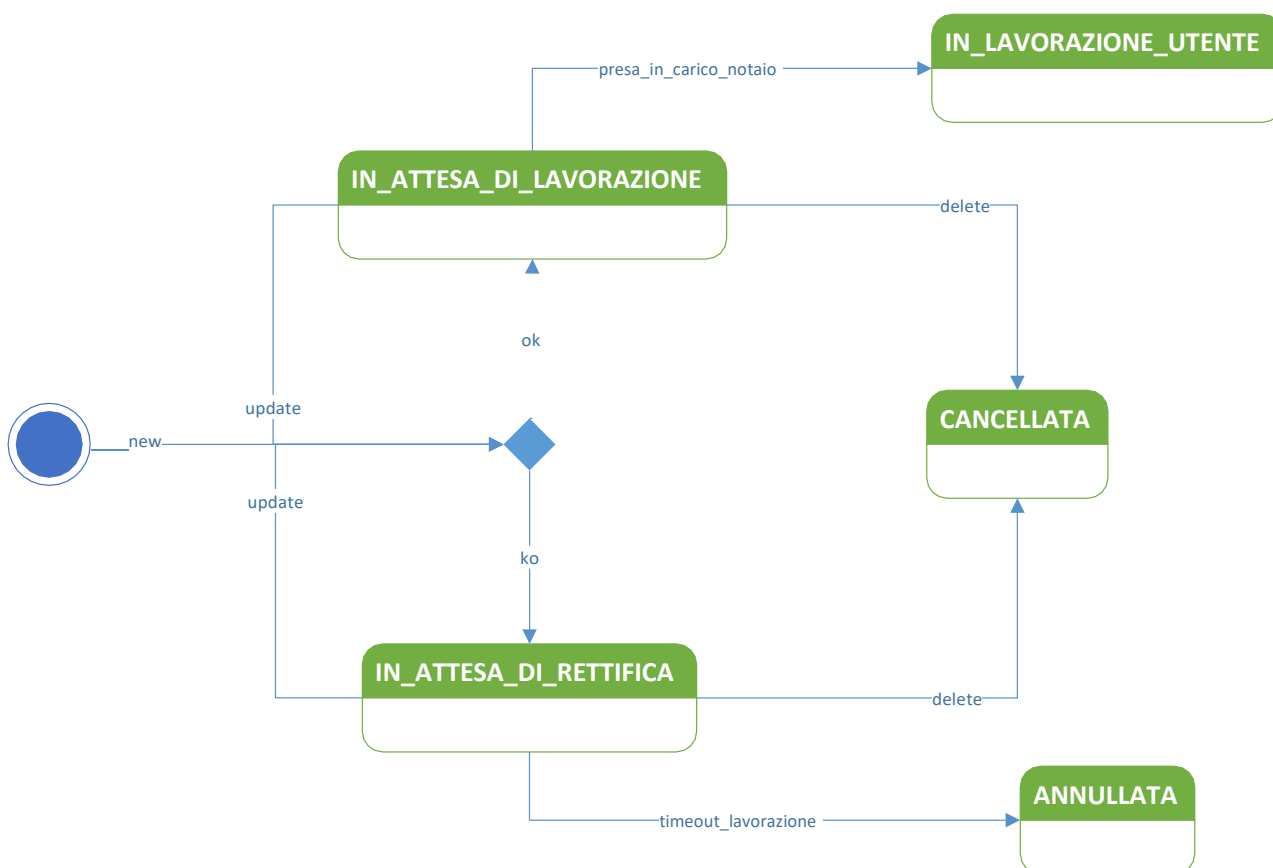 IN_LAVORAZIONE_UTENTE
presa_in_carico_notaio
IN_ATTESA_DI_LAVORAZIONE
delete
ok
update
CANCELLATA
new
update
ko
IN_ATTESA_DI_RETTIFICA
delete
ANNULLATA
timeout_lavorazione